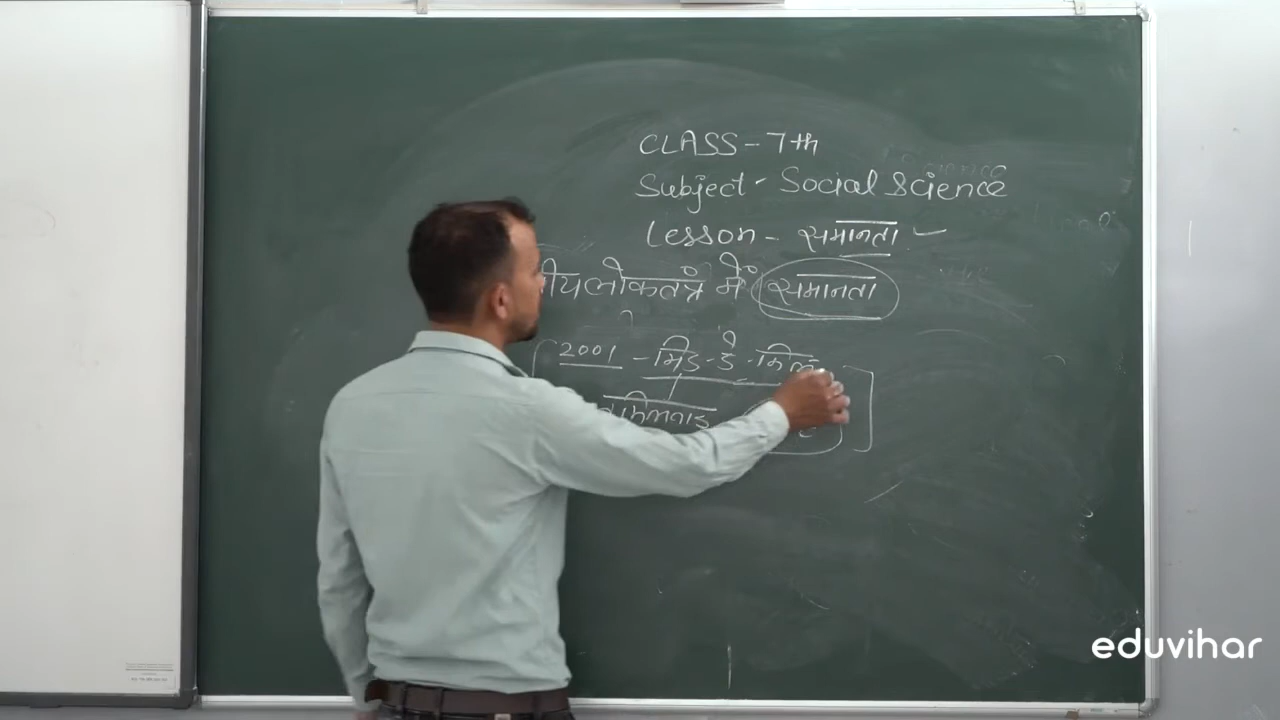 CLASS - 7th
Subject - Social Science
Lesson - समानता
लोकतंत्र में समानता
2001 - मिड-डे-मिल
eduvihar